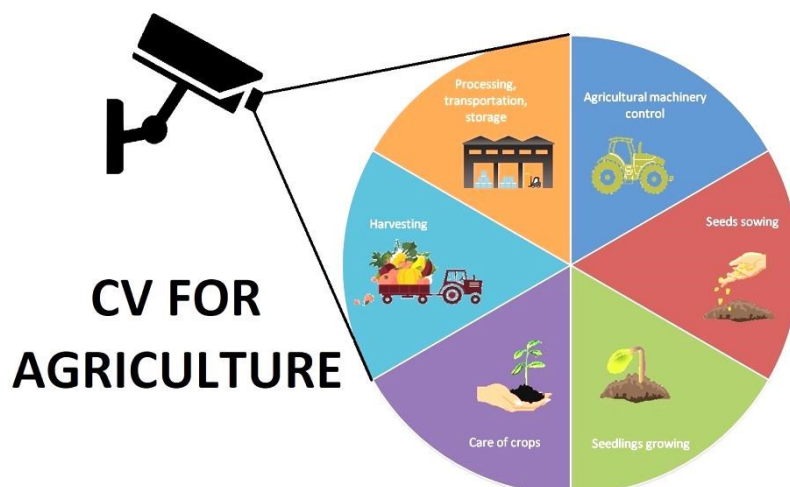 Processing,
transportation,
storage
Agricultural machinery
control
Harvesting
Seeds sowing
CV FOR
AGRICULTURE
Care of crops
Seedlings growing